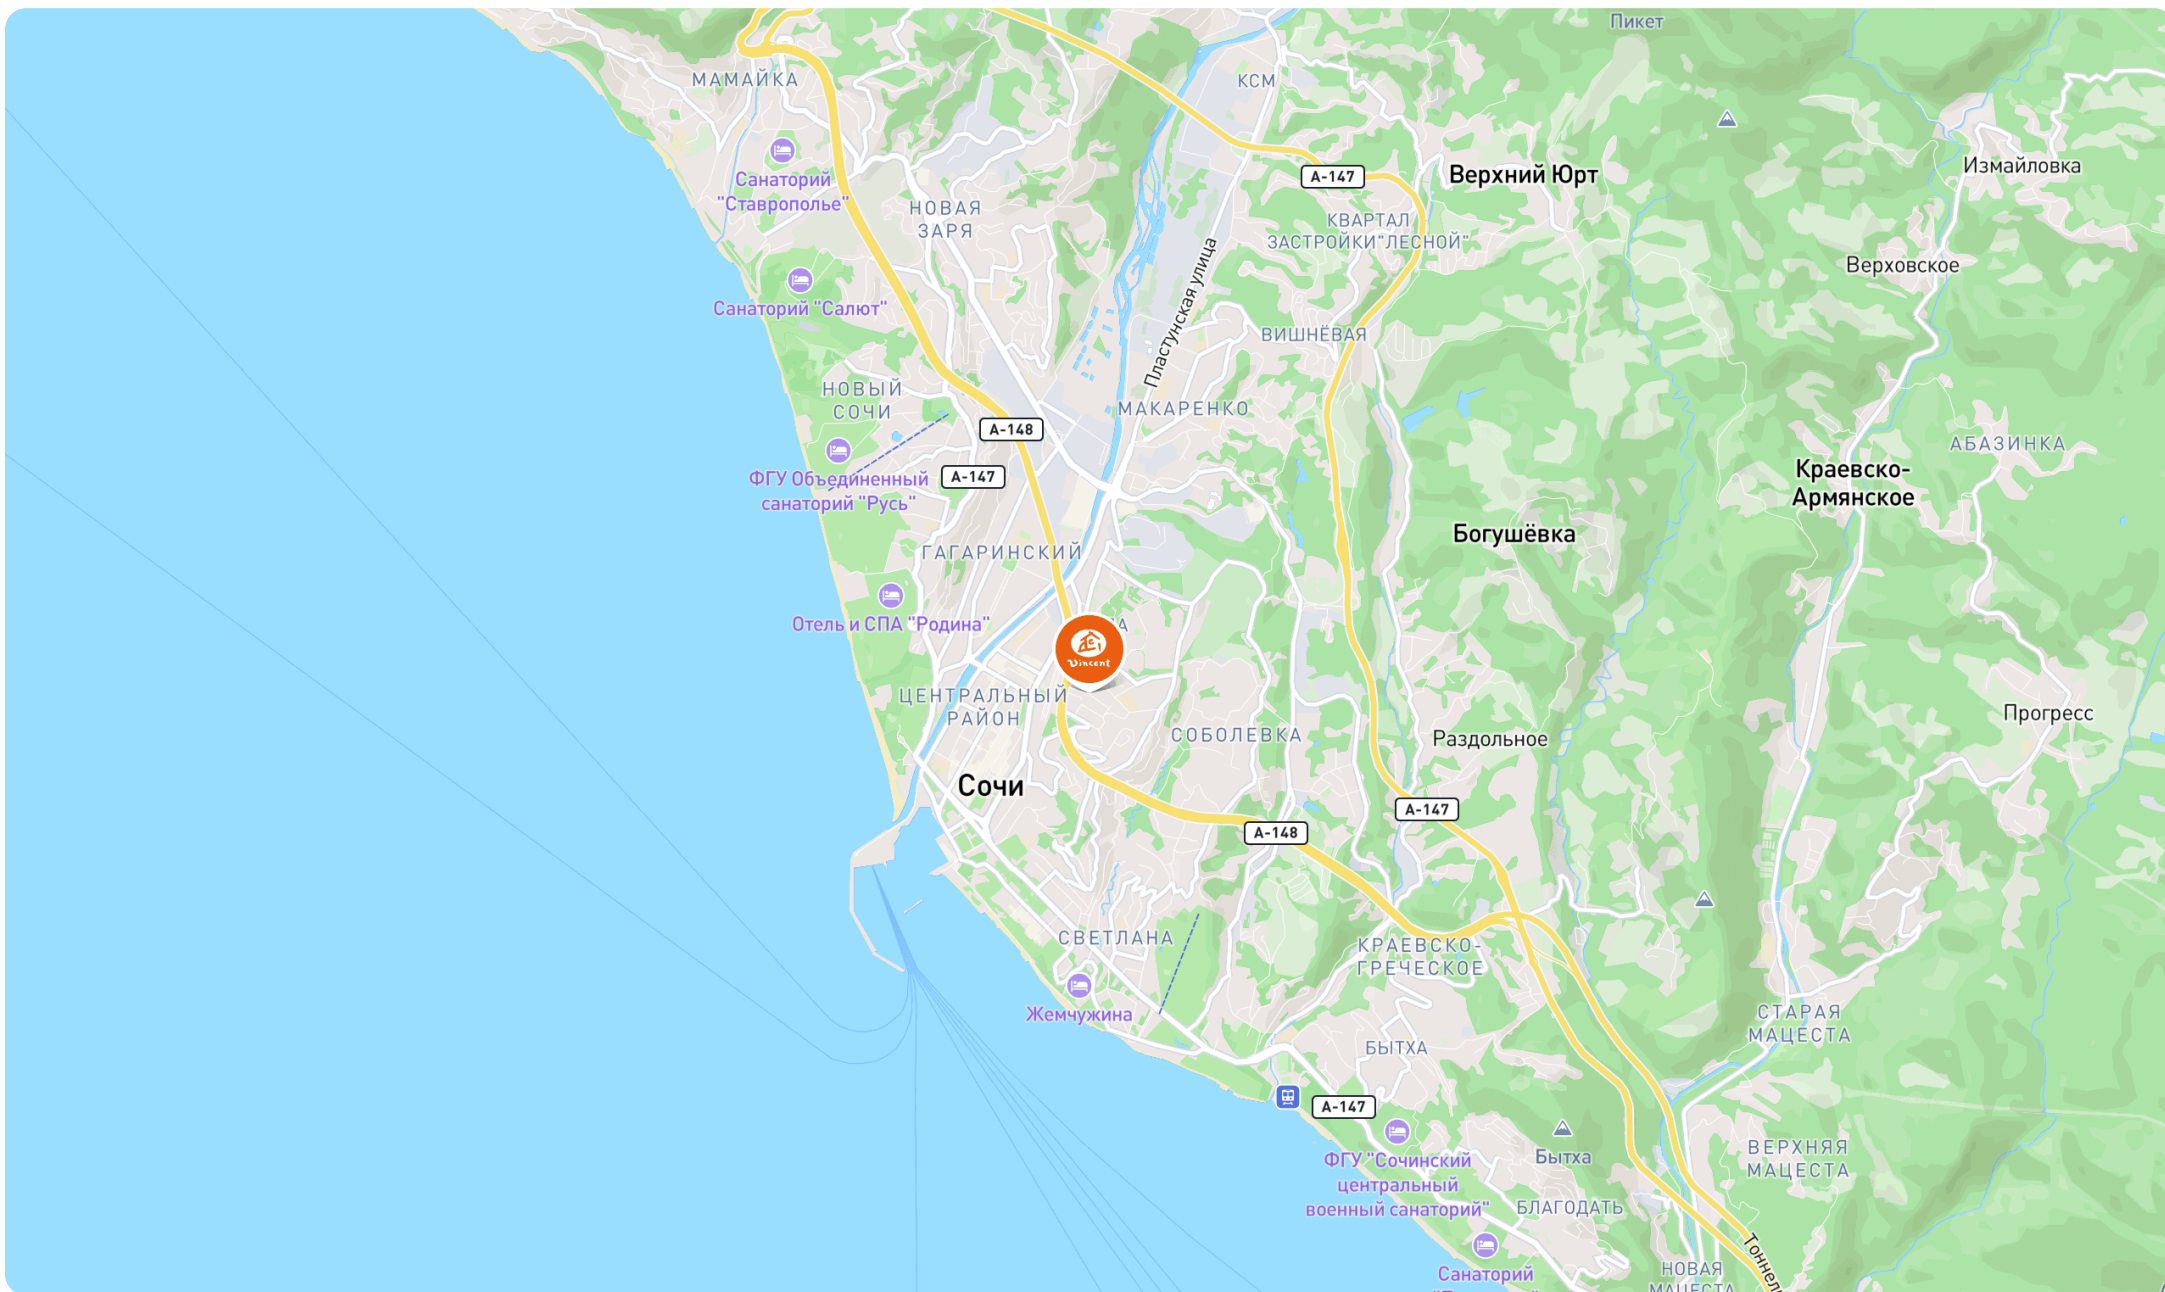 Пикет
МАМАЙКА
КСМ
Санаторий
"Ставрополье"
А-147
Верхний Юрт
Измайловка
НОВАЯ
ЗАРЯ
КВАРТАЛ
ЗАСТРОЙКИ"ЛЕСНОЙ"
Верховское
Санаторий "Салют"
Пластунская улица
ВИШНЁВАЯ
НОВЫЙ
СОЧИ
МАКАРЕНКО
А-148
АБАЗИНКА
ФГУ Объединенный
санаторий "Русь"
А-147
Краевско-
Армянское
Богушёвка
ГАГАРИНСКИЙ
Отель и СПА "Родина"
Vincent
ЦЕНТРАЛЬНЫЙ
РАЙОН
СОБОЛЕВКА
Раздольное
Прогресс
Сочи
А-147
А-148
СВЕТЛАНА
КРАЕВСКО-
ГРЕЧЕСКОЕ
Жемчужина
СТАРАЯ
МАЦЕСТА
БЫТХА
А-147
ФГУ "Сочинский
центральный
военный санаторий"
Бытха
ВЕРХНЯЯ
МАЦЕСТА
БЛАГОДАТЬ
Санаторий
НОВАЯ
МАЦЕСТА